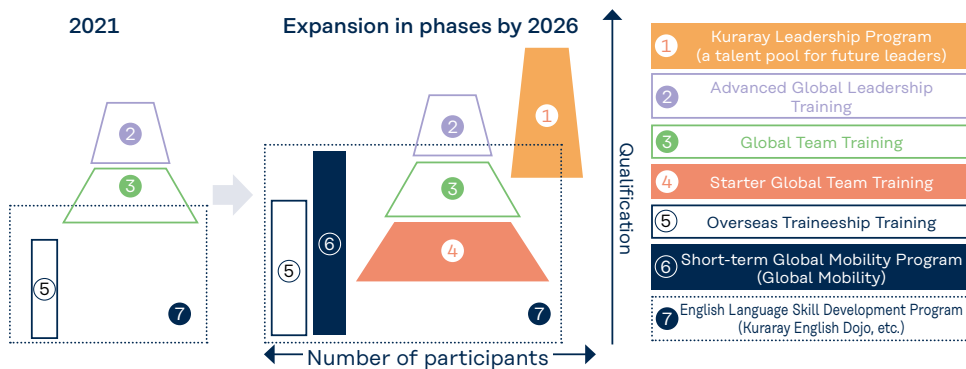 2021
2
3
5
7
Expansion in phases by 2026
1
2
3
4
5
6
7
Number of participants
Qualification
1 Kuraray Leadership Program
(a talent pool for future leaders)
2 Advanced Global Leadership
Training
3 Global Team Training
4 Starter Global Team Training
5 Overseas Traineeship Training
6 Short-term Global Mobility Program
(Global Mobility)
7 English Language Skill Development Program
(Kuraray English Dojo, etc.)